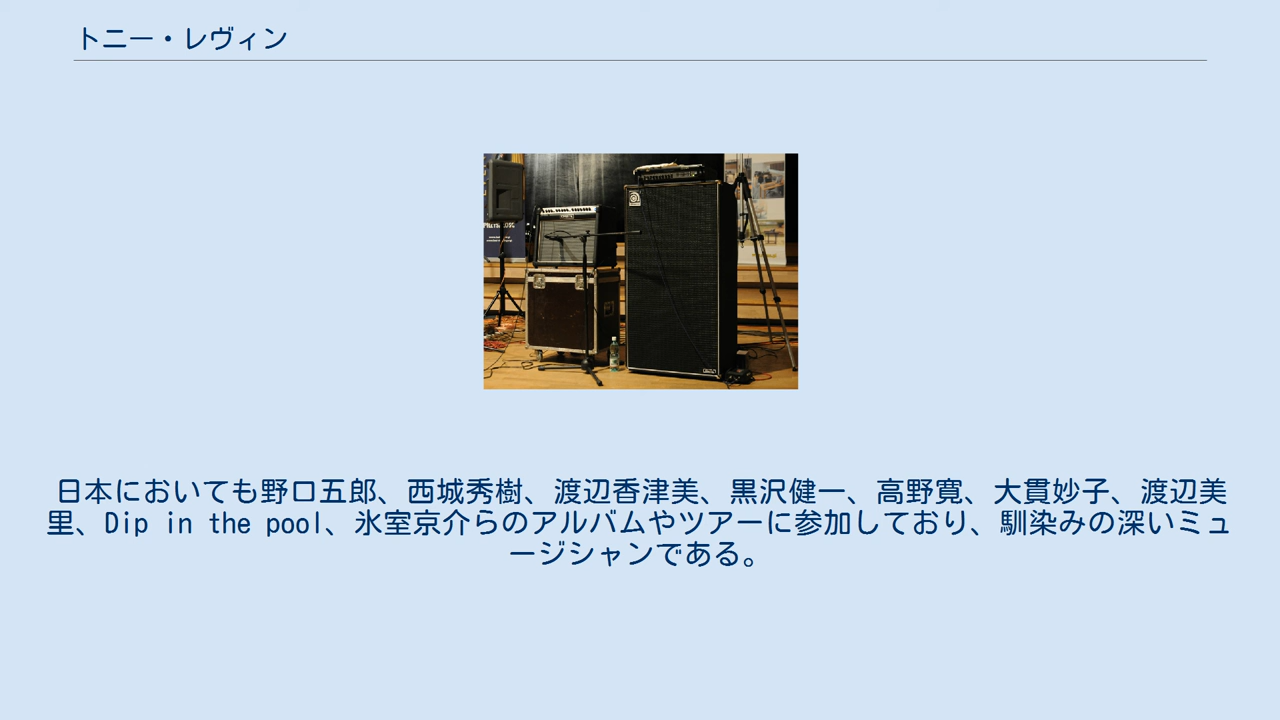 トニー・レヴィン
日本においても野口五郎、西城秀樹、渡辺香津美、黒沢健一、高野寛、大貫妙子、渡辺美
里、Dip in the pool、氷室京介らのアルバムやツアーに参加しており、馴染みの深いミュ
ージシャンである。